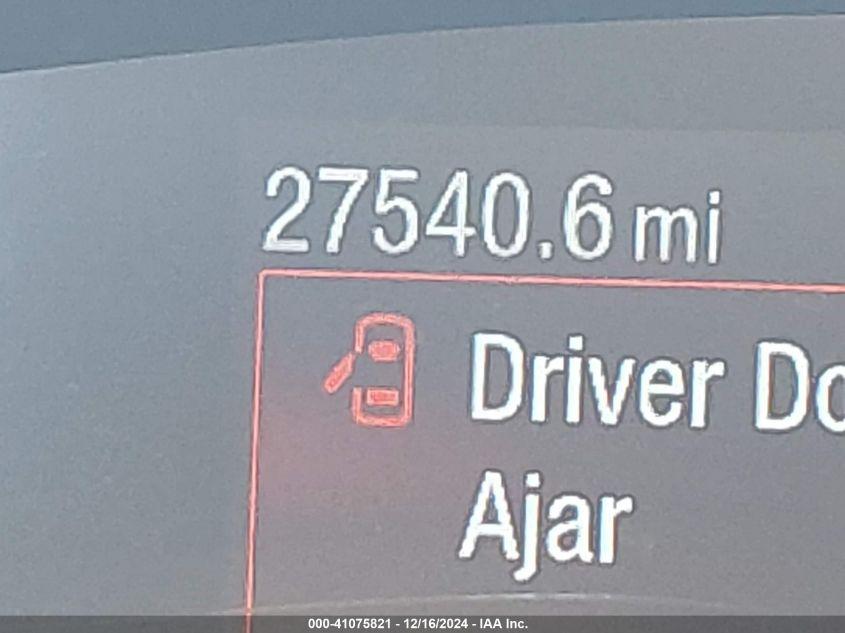 27540.6 mi
Driver Do
Ajar
000-41075821 - 12/16/2024 - IAA Inc.